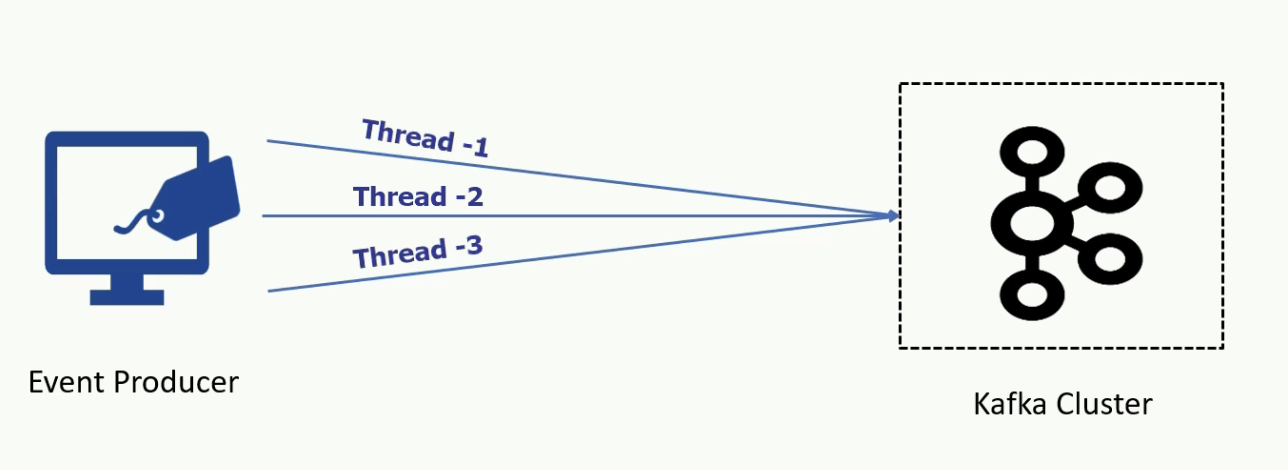 Thread -1
Thread -2
Thread -3
Event Producer
Kafka Cluster